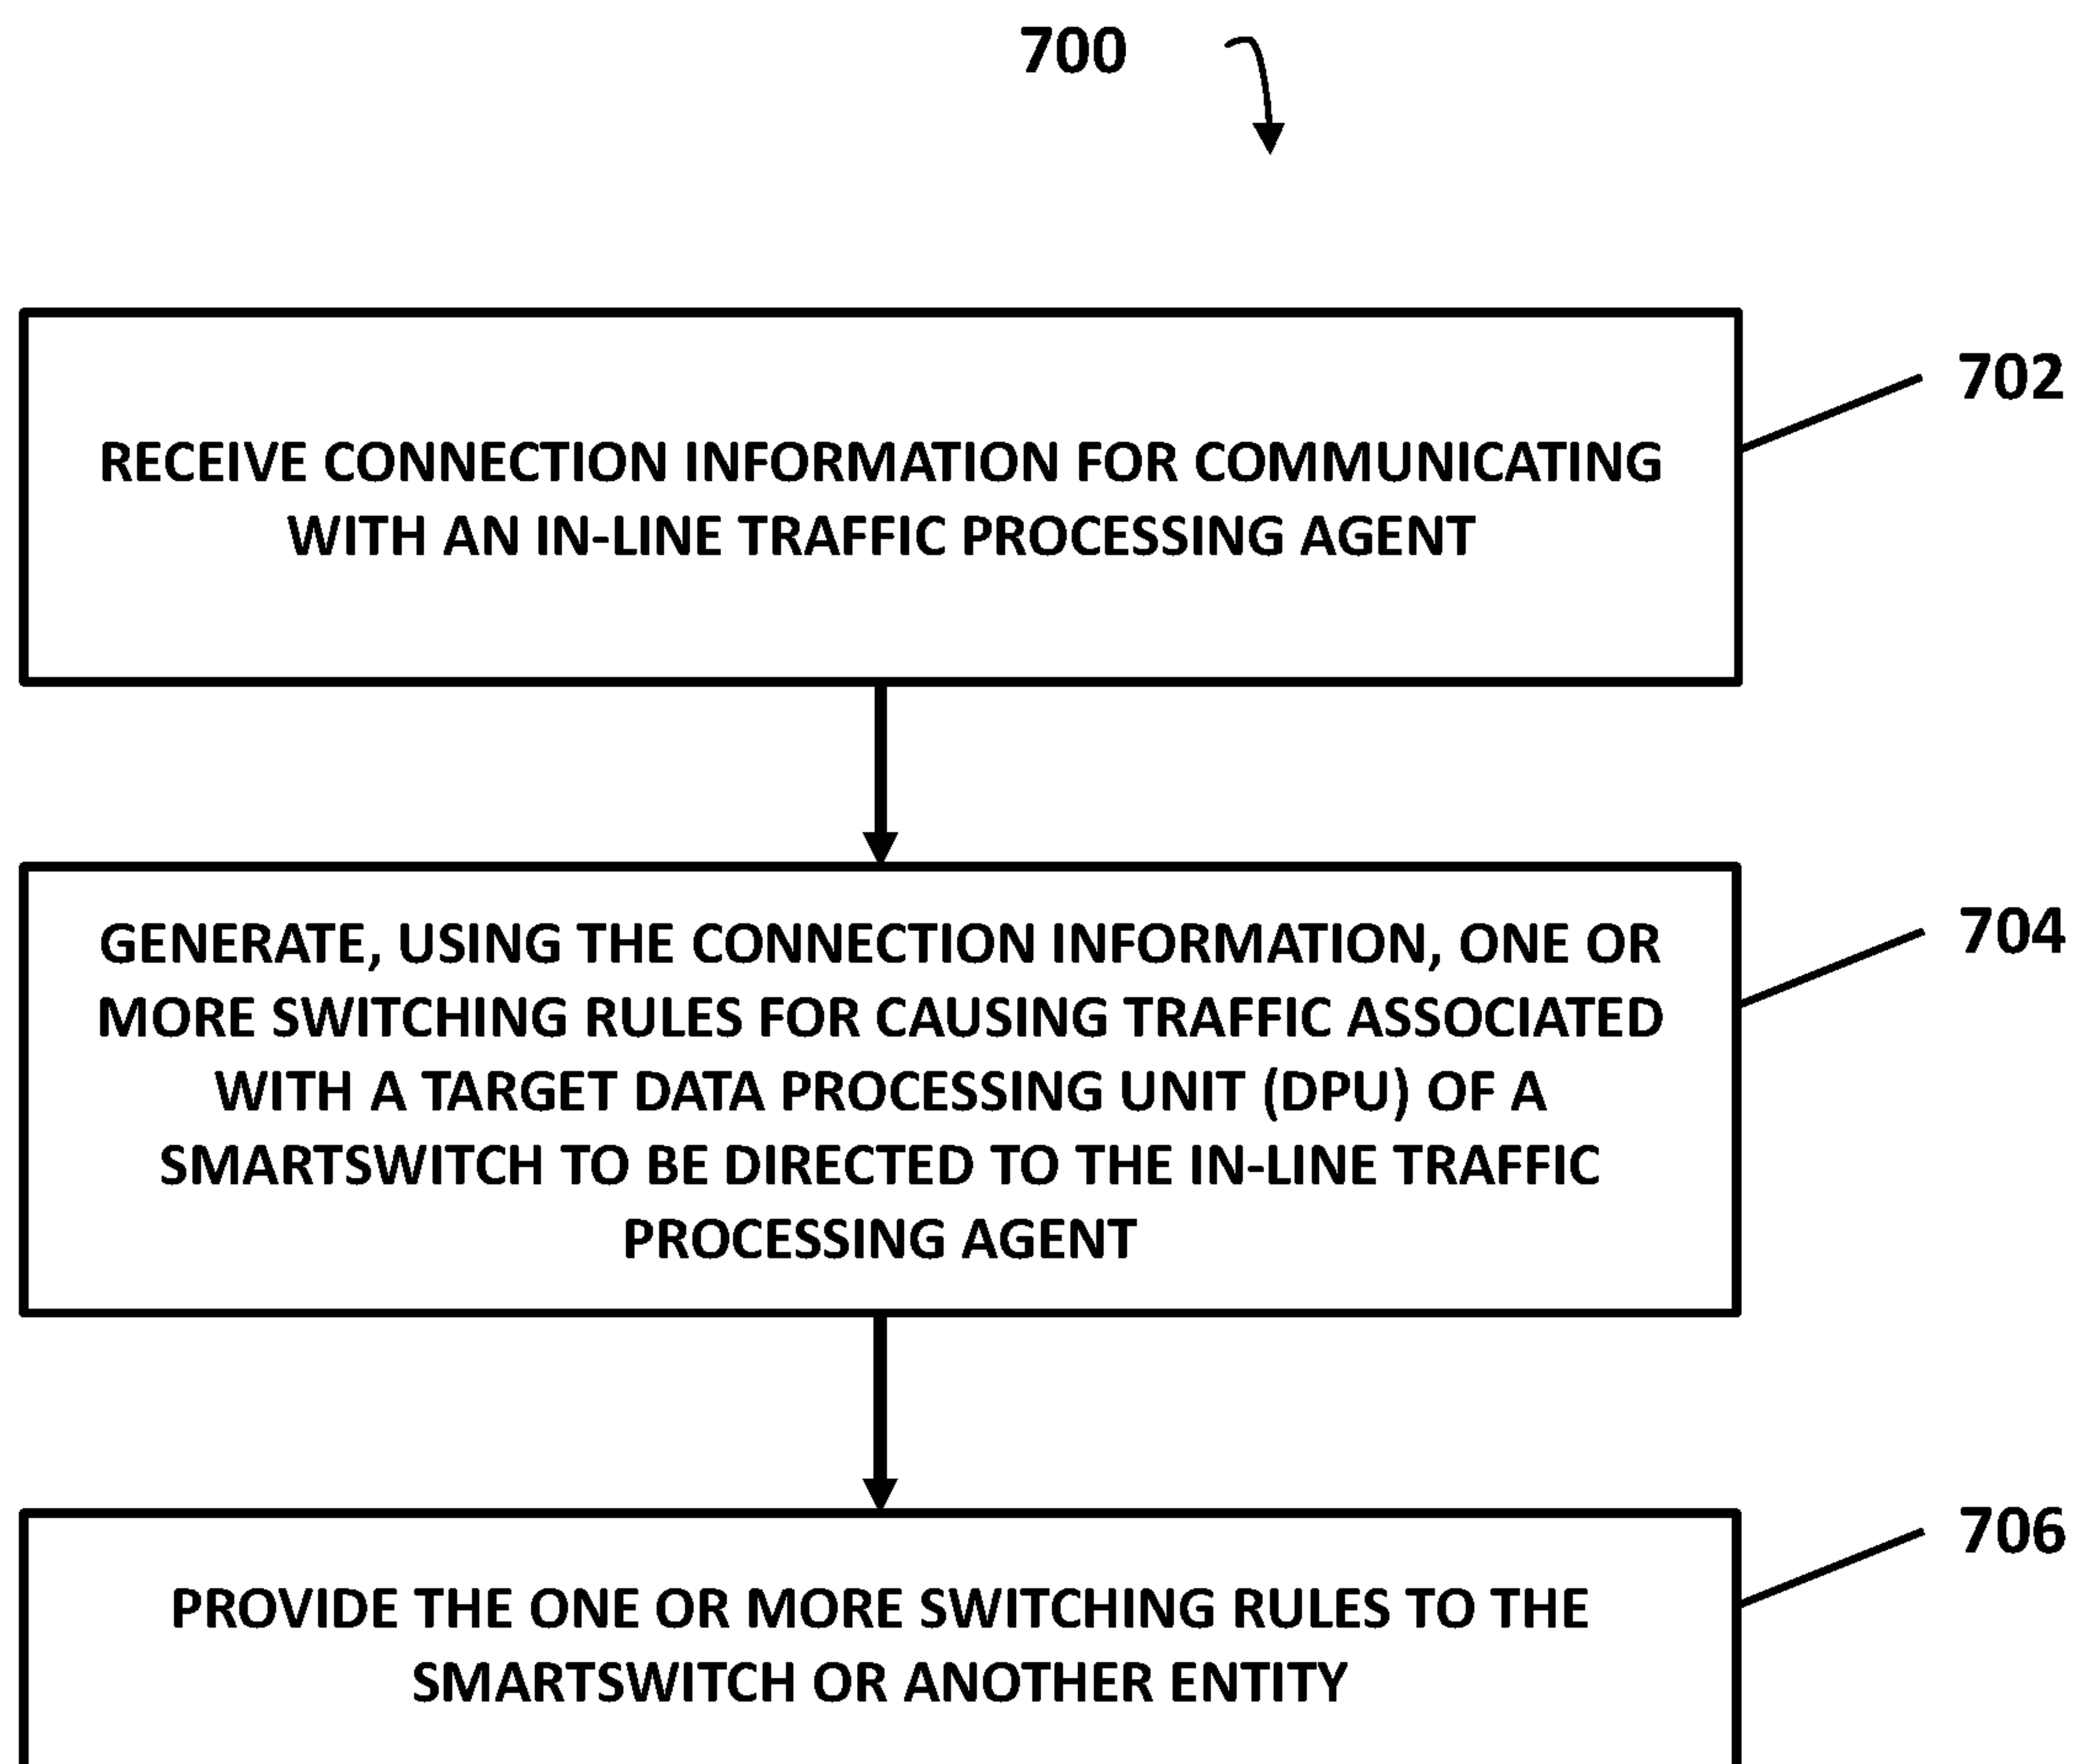 700
702
RECEIVE CONNECTION INFORMATION FOR COMMUNICATING
WITH AN IN-LINE TRAFFIC PROCESSING AGENT
704
GENERATE, USING THE CONNECTION INFORMATION, ONE OR
MORE SWITCHING RULES FOR CAUSING TRAFFIC ASSOCIATED
WITH A TARGET DATA PROCESSING UNIT (DPU) OF A
SMARTSWITCH TO BE DIRECTED TO THE IN-LINE TRAFFIC
PROCESSING AGENT
706
PROVIDE THE ONE OR MORE SWITCHING RULES TO THE
SMARTSWITCH OR ANOTHER ENTITY